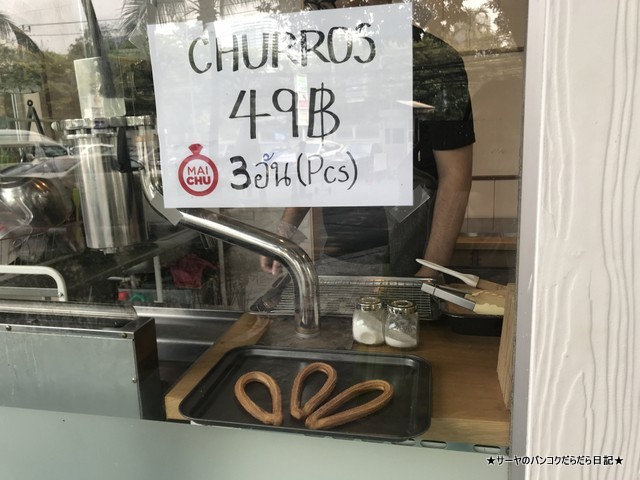 CHURROS
49฿
MAI
CHU
3อัน(Pcs)
★サーヤのバンコクだらだら日記★